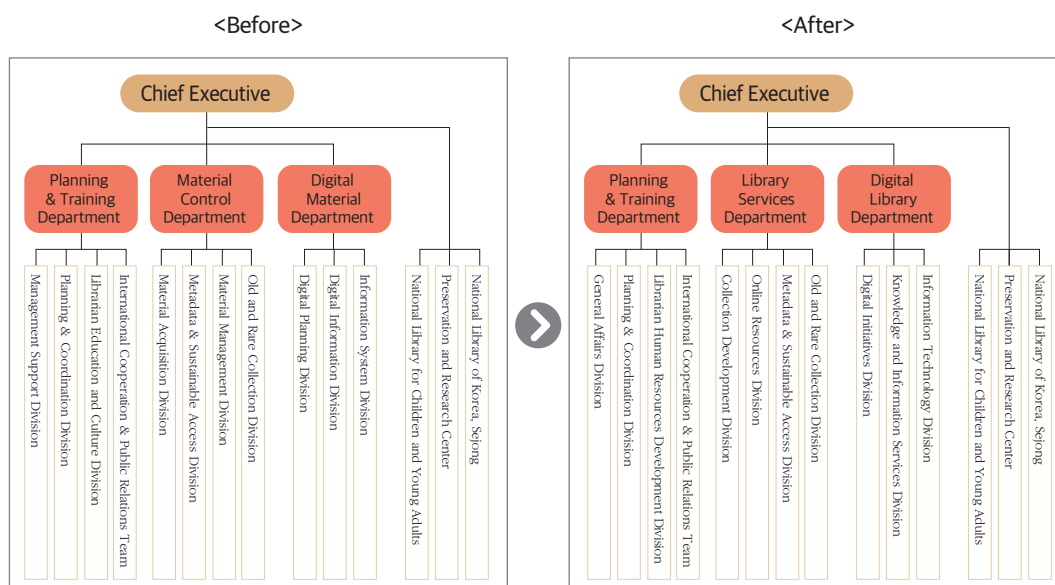 <Before>
Chief Executive
Planning
& Training
Department
Material
Control
Department
Digital
Material
Department
Management Support Division
Planning & Coordination Division
Librarian Education and Culture Division
International Cooperation & Public Relations Team
Material Acquisition Division
Metadata & Sustainable Access Division
Material Management Division
Old and Rare Collection Division
Digital Planning Division
Digital Information Division
Information System Division
National Library for Children and Young Adults
Preservation and Research Center
National Library of Korea, Sejong
<After>
Chief Executive
Planning
& Training
Department
Library
Services
Department
Digital
Library
Department
General Affairs Division
Planning & Coordination Division
Librarian Human Resources Development Division
International Cooperation & Public Relations Team
Collection Development Division
Online Resources Division
Metadata & Sustainable Access Division
Old and Rare Collection Division
Digital Initiatives Division
Knowledge and Information Services Division
Information Technology Division
National Library for Children and Young Adults
Preservation and Research Center
National Library of Korea, Sejong